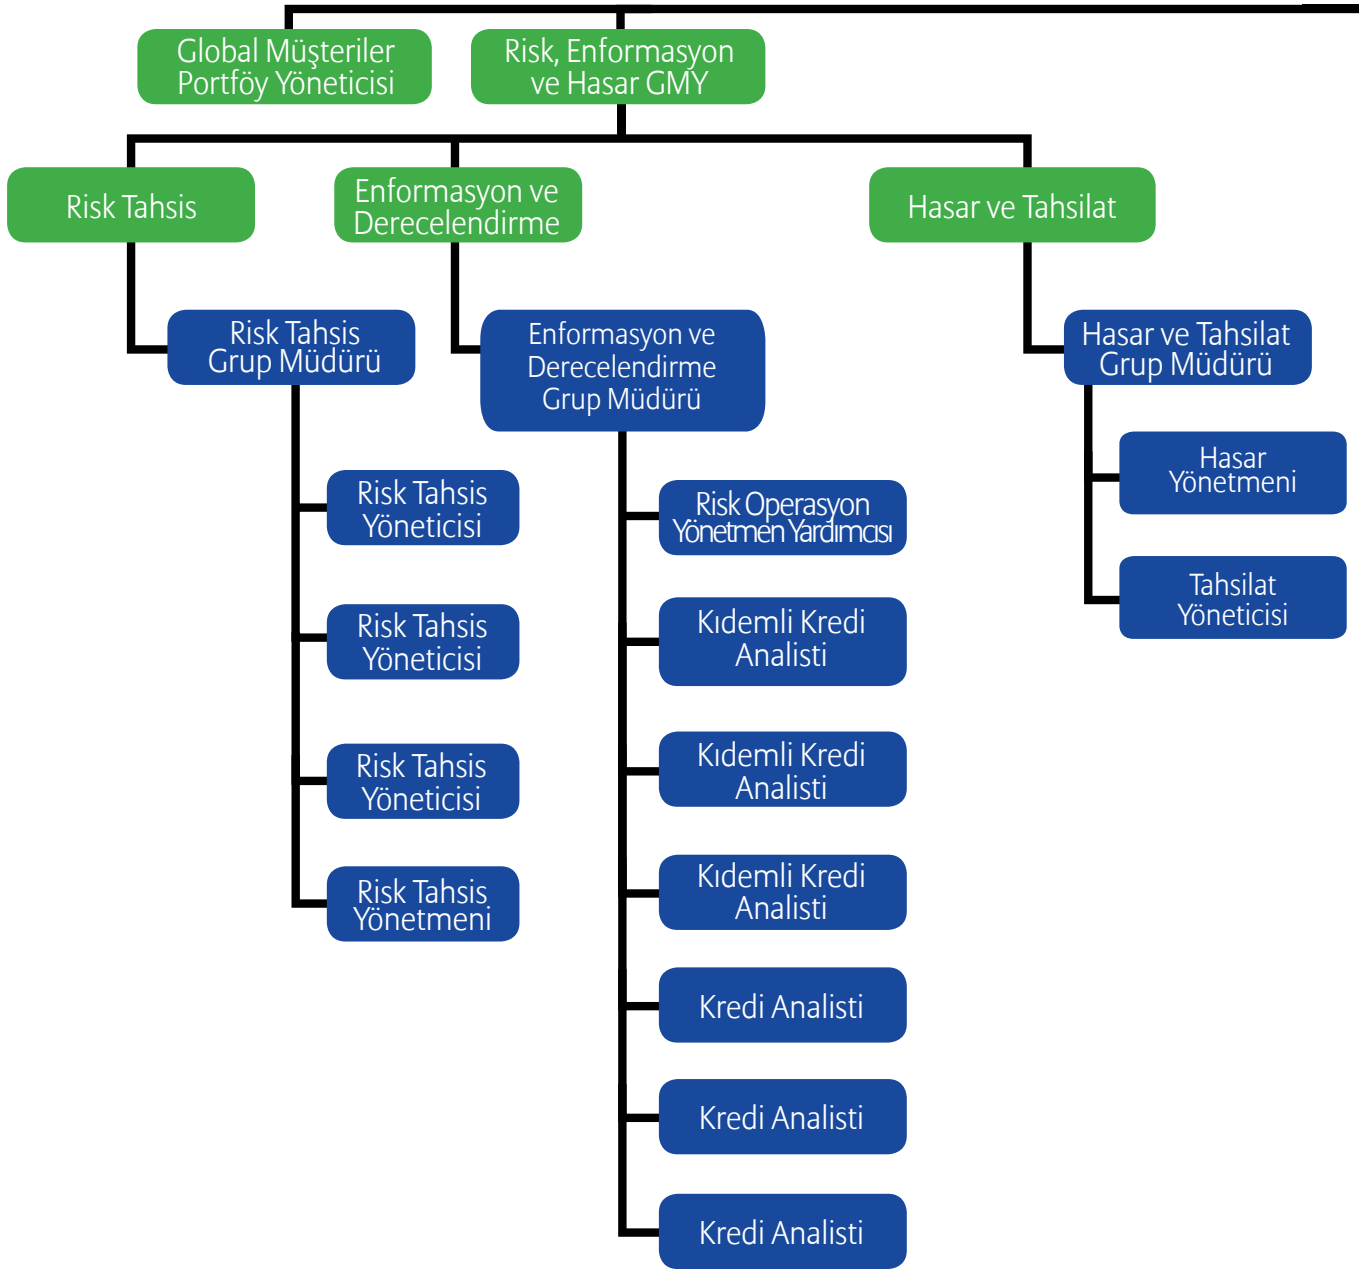 Global Müşteriler
Portföy Yöneticisi
Risk, Enformasyon
ve Hasar GMY
Risk Tahsis
Enformasyon ve
Derecelendirme
Hasar ve Tahsilat
Risk Tahsis
Grup Müdürü
Risk Tahsis
Yöneticisi
Risk Tahsis
Yöneticisi
Risk Tahsis
Yöneticisi
Risk Tahsis
Yönetmeni
Enformasyon ve
Derecelendirme
Grup Müdürü
Risk Operasyon
Yönetmen Yardımcısı
Kıdemli Kredi
Analisti
Kıdemli Kredi
Analisti
Kıdemli Kredi
Analisti
Kredi Analisti
Kredi Analisti
Kredi Analisti
Hasar ve Tahsilat
Grup Müdürü
Hasar
Yönetmeni
Tahsilat
Yöneticisi